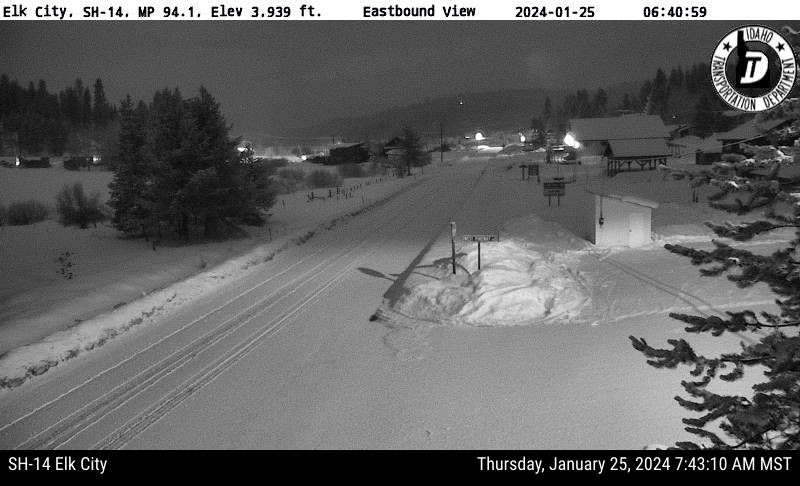 Elk City, SH-14, MP 94.1, Elev 3,939 ft. Eastbound View 2024-01-25 06:40:59
IDAHO
TRANSPORTATION DEPARTMENT
SH-14 Elk City Thursday, January 25, 2024 7:43:10 AM MST